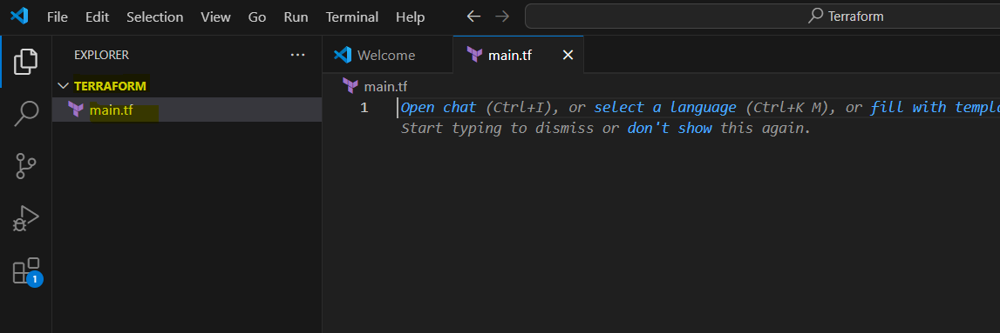 File Edit Selection View Go Run Terminal Help Terraform
EXPLORER ...
Welcome main.tf
TERRAFORM
main.tf
main.tf
1 Open chat (Ctrl+I), or select a language (Ctrl+K M), or fill with
Start typing to dismiss or don't show this again.
1